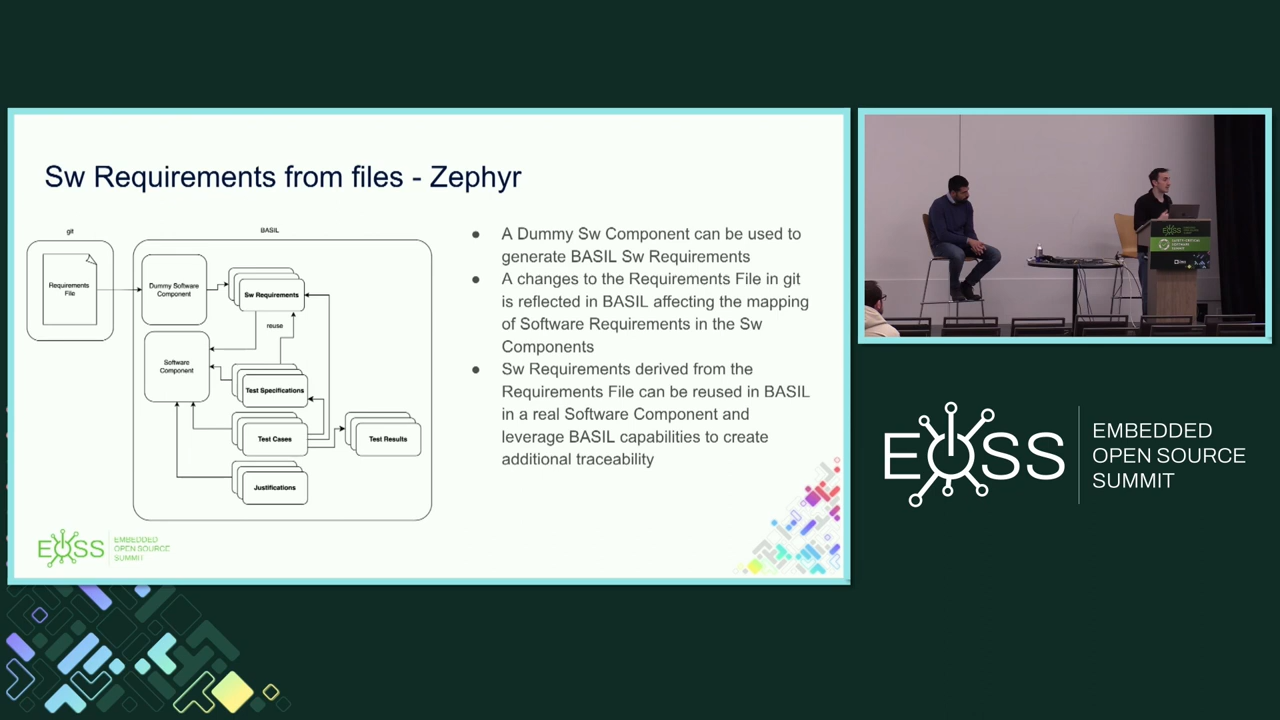 Sw Requirements from files - Zephyr
git
Requirements
File
BASIL
Dummy Software
Component
Sw Requirements
reuse
Software
Component
Test Specifications
Test Cases
Test Results
Justifications
● A Dummy Sw Component can be used to
generate BASIL Sw Requirements
● A changes to the Requirements File in git
is reflected in BASIL affecting the mapping
of Software Requirements in the Sw
Components
● Sw Requirements derived from the
Requirements File can be reused in BASIL
in a real Software Component and
leverage BASIL capabilities to create
additional traceability
EOSS
EMBEDDED
OPEN SOURCE
SUMMIT
EOSS
EOSS
EMBEDDED
OPEN SOURCE
SUMMIT